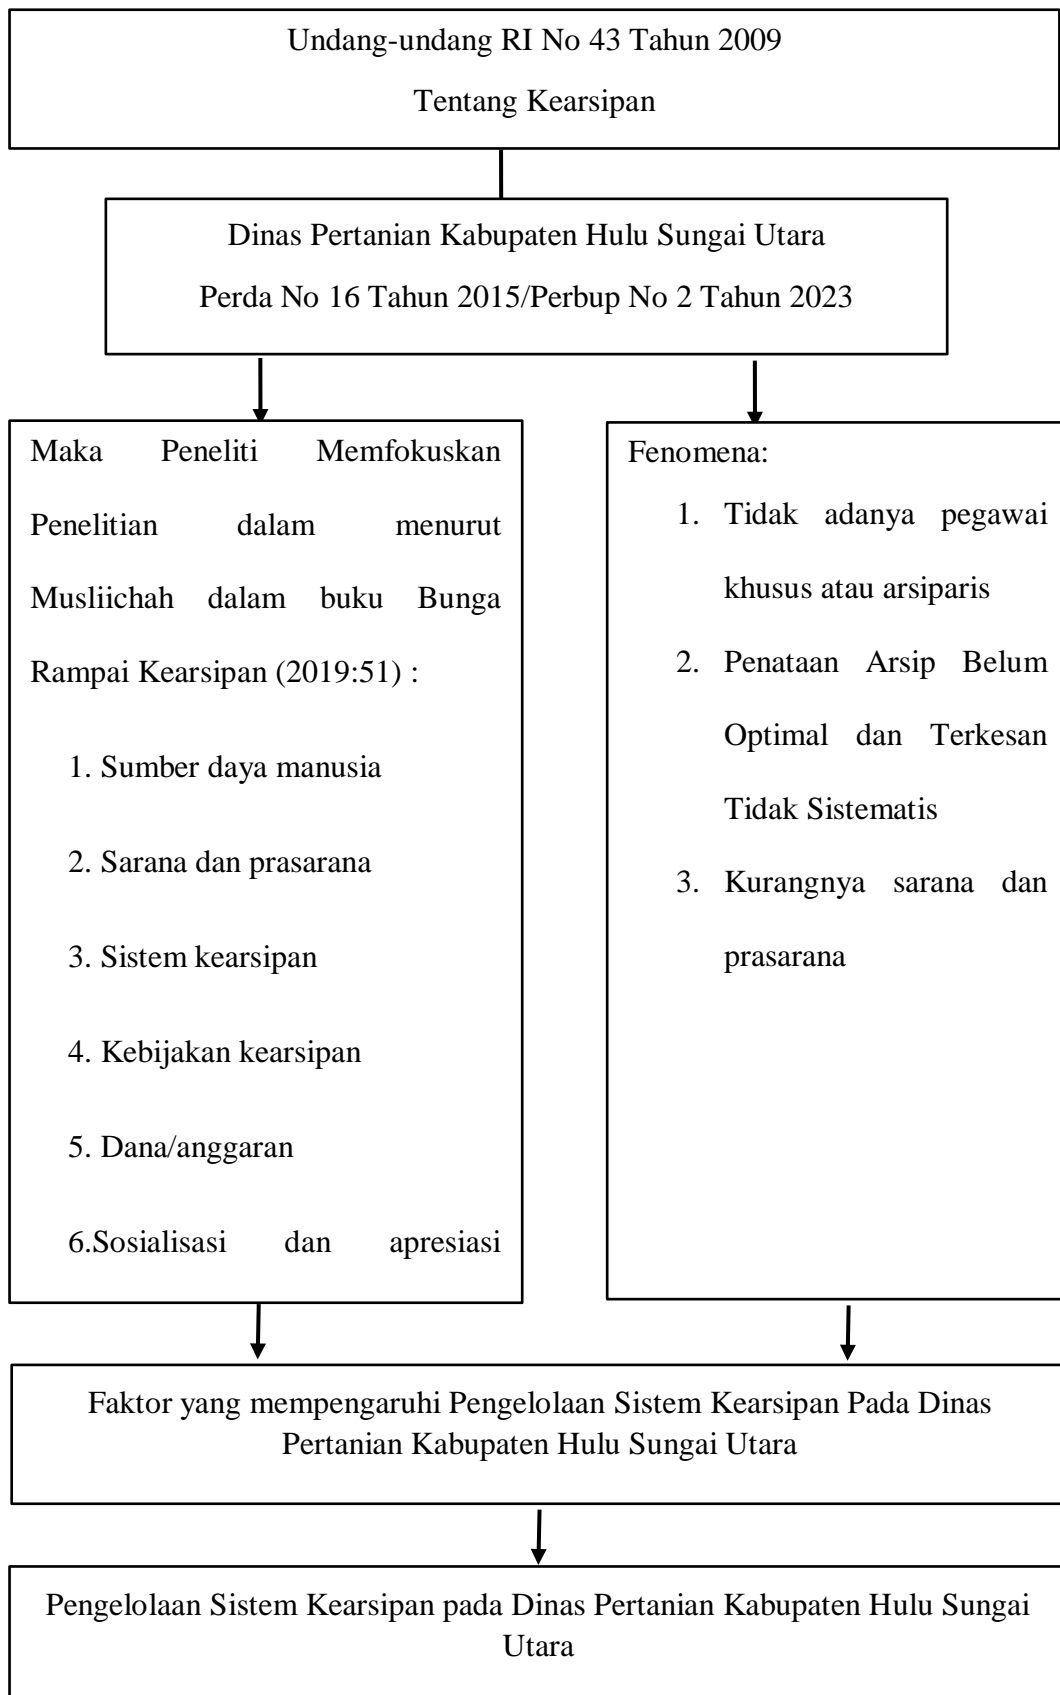 Undang-undang RI No 43 Tahun 2009
Tentang Kearsipan
Dinas Pertanian Kabupaten Hulu Sungai Utara
Perda No 16 Tahun 2015/Perbup No 2 Tahun 2023
Maka Peneliti Memfokuskan
Penelitian dalam menurut
Musliichah dalam buku Bunga
Rampai Kearsipan (2019:51) :
1. Sumber daya manusia
2. Sarana dan prasarana
3. Sistem kearsipan
4. Kebijakan kearsipan
5. Dana/anggaran
6.Sosialisasi dan apresiasi
Fenomena:
1. Tidak adanya pegawai
khusus atau arsiparis
2. Penataan Arsip Belum
Optimal dan Terkesan
Tidak Sistematis
3. Kurangnya sarana dan
prasarana
Faktor yang mempengaruhi Pengelolaan Sistem Kearsipan Pada Dinas
Pertanian Kabupaten Hulu Sungai Utara
Pengelolaan Sistem Kearsipan pada Dinas Pertanian Kabupaten Hulu Sungai
Utara